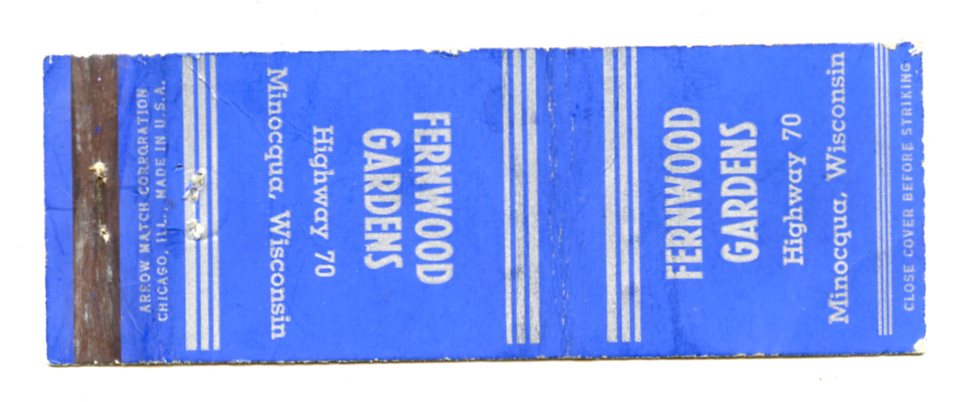 ARROW MATCH CORPORATION
CHICAGO, ILL., MADE IN U.S.A.
FERNWOOD
GARDENS
Highway 70
Minocqua, Wisconsin
FERNWOOD
GARDENS
Highway 70
Minocqua, Wisconsin
CLOSE COVER BEFORE STRIKING